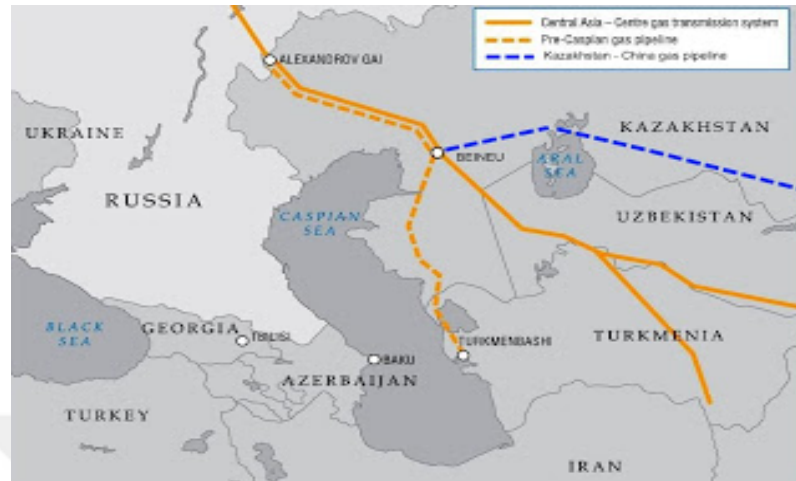 Central Asia – Centre gas transmission system
Pre-Caspian gas pipeline
Kazakhstan – China gas pipeline
ALEXANDROV GAI
UKRAINE
KAZAKHSTAN
BEINEU
ARAL
SEA
RUSSIA
CASPIAN
SEA
UZBEKISTAN
BLACK
SEA
GEORGIA
TBILISI
TURKMENBASHI
TURKMENIA
BAKU
AZERBAIJAN
TURKEY
IRAN